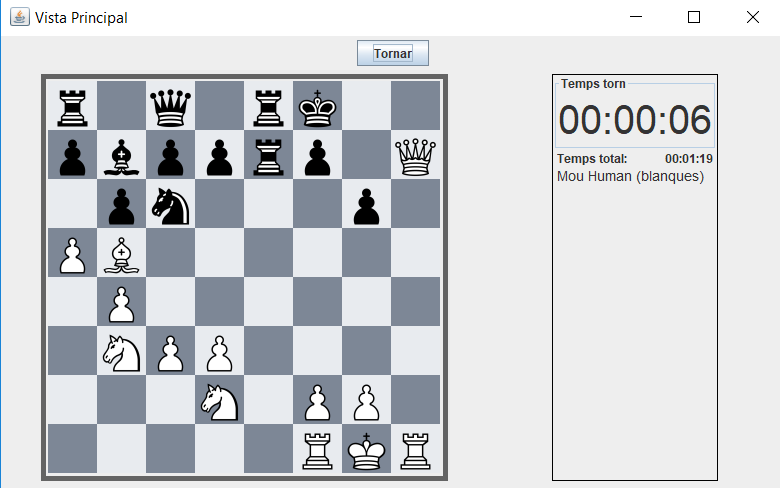 Vista Principal
Tornar
Temps torn
00:00:06
Temps total: 00:01:19
Mou Human (blanques)